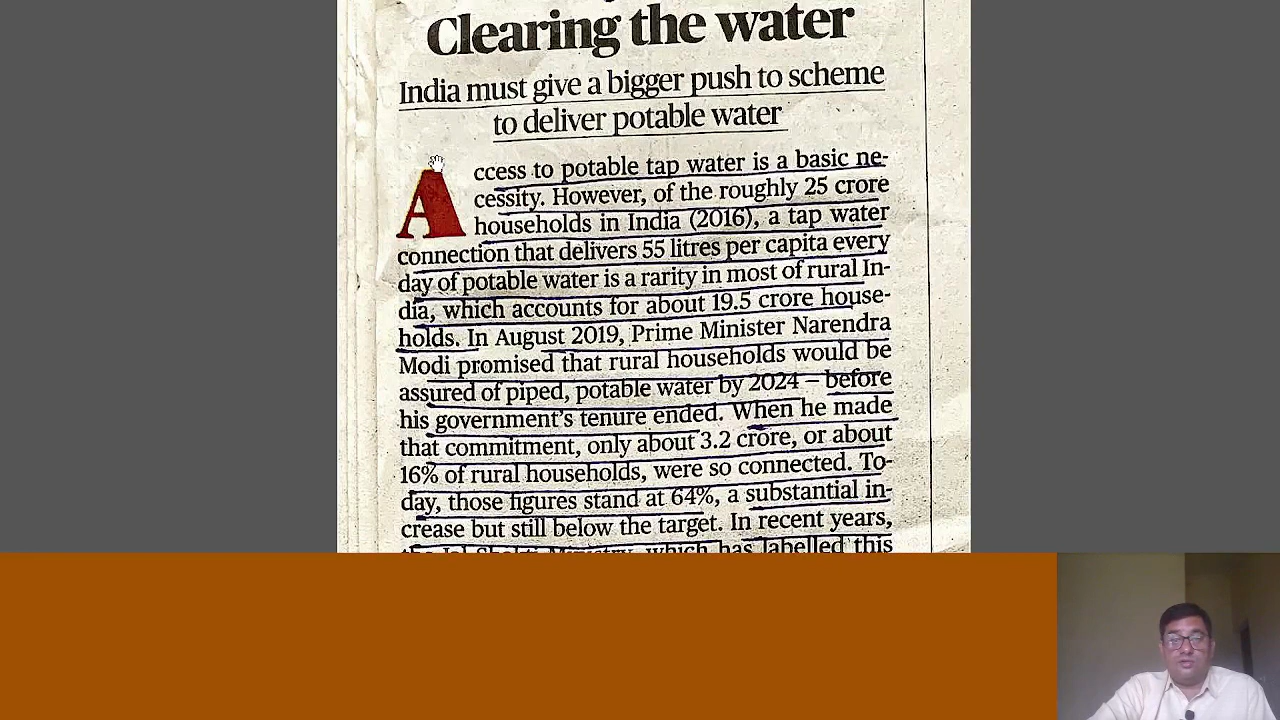 Clearing the water
India must give a bigger push to scheme
to deliver potable water
Access to potable tap water is a basic ne-
cessity. However, of the roughly 25 crore
households in India (2016), a tap water
connection that delivers 55 litres per capita every
day of potable water is a rarity in most of rural In-
dia, which accounts for about 19.5 crore house-
holds. In August 2019, Prime Minister Narendra
Modi promised that rural households would be
assured of piped, potable water by 2024 – before
his government's tenure ended. When he made
that commitment, only about 3.2 crore, or about
16% of rural households, were so connected. To-
day, those figures stand at 64%, a substantial in-
crease but still below the target. In recent years,
the Jal Shakti Ministry, which has labelled this